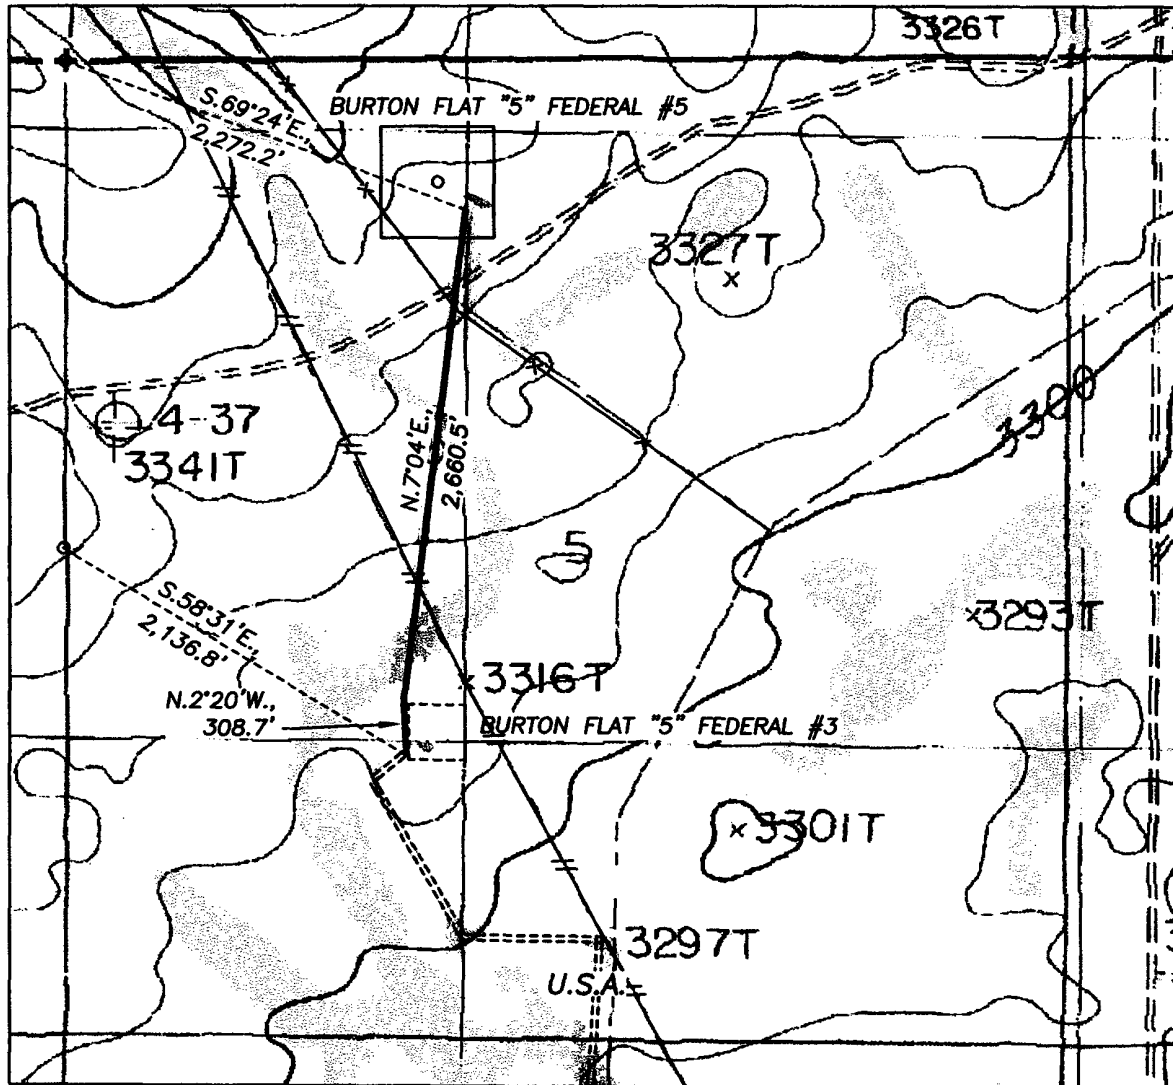 3326T
S.69°24'E.,
2,272.2'
BURTON FLAT "5" FEDERAL #5
3327T
3300
4-37
3341T
N.7°04'E.,
2,660.5'
5
3293T
S.58°31'E.,
2,136.8'
3316T
N.2°20'W.,
308.7'
BURTON FLAT "5" FEDERAL #3
3301T
3297T
U.S.A.